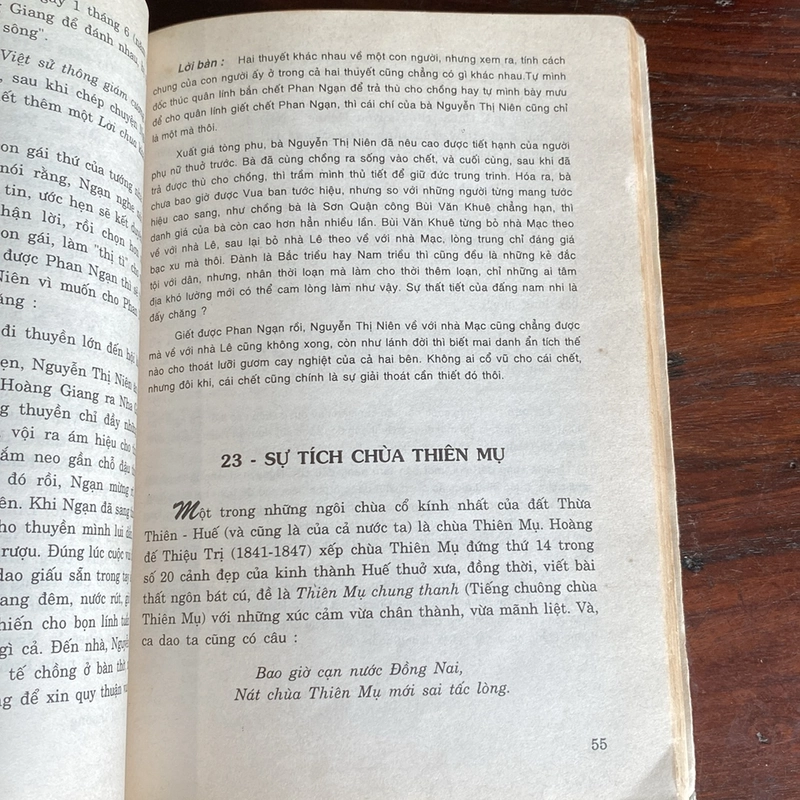 gày 1 tháng 6
Giang để đánh nhau,
sông".
Việt sử thông giám
, sau khi chép chuyện
ết thêm một Lời chua
on gái thứ của tướng
nói rằng, Ngạn nghe
tin, ước hẹn sẽ kết
hận lời, rồi chọn
on gái, làm "thị tì"
được Phan Ngạn thì
Niên vì muốn cho
ăng :
đi thuyền lớn đến
ẹn, Nguyễn Thị Niên
Hoàng Giang ra Nha
g thuyền chỉ đầy
vội ra ám hiệu cho
ắm neo gần chỗ đậu
đó rồi, Ngạn mừng
ên. Khi Ngạn đã sang
ho thuyền mình lui
rượu. Đúng lúc cuộc
dao giấu sẵn trong tay
ang đêm, nước rút,
hiến cho bọn lính
gì cả. Đến nhà,
tế chồng ở bàn thờ
g để xin quy thuận
Lời bàn : Hai thuyết khác nhau về một con người, nhưng xem ra, tính cách
chung của con người ấy ở trong cả hai thuyết cũng chẳng có gì khác nhau.Tự mình
đốc thúc quân lính bắn chết Phan Ngạn để trả thù cho chồng hay tự mình bày mưu
để cho quân lính giết chết Phan Ngạn, thì cái chí của bà Nguyễn Thị Niên cũng chỉ
là một mà thôi.
Xuất giá tòng phu, bà Nguyễn Thị Niên đã nêu cao được tiết hạnh của người
phụ nữ thuở trước. Bà đã cùng chồng ra sống vào chết, và cuối cùng, sau khi đã
trả được thù cho chồng, thì trầm mình thủ tiết để giữ đức trung trinh. Hóa ra, bà
chưa bao giờ được Vua ban tước hiệu, nhưng so với những người từng mang tước
hiệu cao sang, như chồng bà là Sơn Quận công Bùi Văn Khuê chẳng hạn, thì
danh giá của bà còn cao hơn hẳn nhiều lần. Bùi Văn Khuê từng bỏ nhà Mạc theo
về với nhà Lê, sau lại bỏ nhà Lê theo về với nhà Mạc, lòng trung chỉ đáng giá
bạc xu mà thôi. Đành là Bắc triều hay Nam triều thì cũng đều là những kẻ đắc
tội với dân, nhưng, nhân thời loạn mà làm cho thời thêm loạn, chỉ những ai tâm
địa khó lường mới có thể cam lòng làm như vậy. Sự thất tiết của đấng nam nhi là
đấy chăng ?
Giết được Phan Ngạn rồi, Nguyễn Thị Niên về với nhà Mạc cũng chẳng được
mà về với nhà Lê cũng không xong, còn như lánh đời thì biết mai danh ẩn tích thế
nào cho thoát lưỡi gươm cay nghiệt của cả hai bên. Không ai cổ vũ cho cái chết,
nhưng đôi khi, cái chết cũng chính là sự giải thoát cần thiết đó thôi.
23 - SỰ TÍCH CHÙA THIÊN MỤ
Một trong những ngôi chùa cổ kính nhất của đất Thừa
Thiên - Huế (và cũng là của cả nước ta) là chùa Thiên Mụ. Hoàng
đế Thiệu Trị (1841-1847) xếp chùa Thiên Mụ đứng thứ 14 trong
số 20 cảnh đẹp của kinh thành Huế thuở xưa, đồng thời, viết bài
thất ngôn bát cú, đề là Thiên Mụ chung thanh (Tiếng chuông chùa
Thiên Mụ) với những xúc cảm vừa chân thành, vừa mãnh liệt. Và,
ca dao ta cũng có câu :
Bao giờ cạn nước Đồng Nai,
Nát chùa Thiên Mụ mới sai tấc lòng.
55